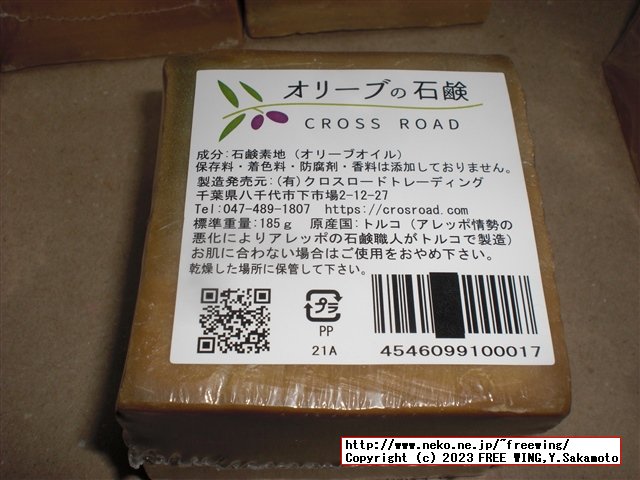 オリーブの石鹸
CROSS ROAD
成分:石鹸素地 (オリーブオイル)
保存料・着色料・防腐剤・香料は添加しておりません。
製造発売元:(有)クロスロードトレーディング
千葉県八千代市下市場2-12-27
Tel:047-489-1807 https://crosroad.com
標準重量:185g 原産国:トルコ (アレッポ情勢の
悪化によりアレッポの石鹸職人がトルコで製造)
お肌に合わない場合はご使用をおやめ下さい。
乾燥した場所に保管して下さい。
プラ
PP
21A
4546099100017
http://www.neko.ne.jp/~freewing/
Copyright (c) 2023 FREE WING,Y.Sakamoto